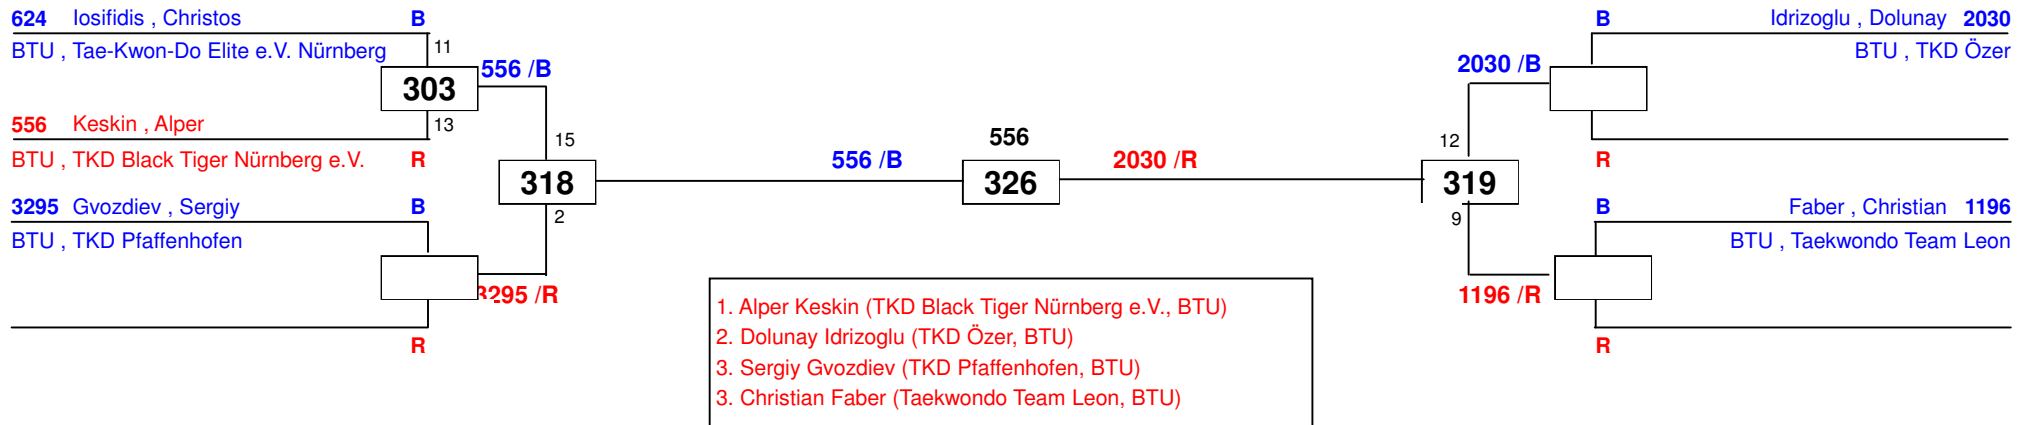 624 Iosifidis , Christos B
BTU , Tae-Kwon-Do Elite e.V. Nürnberg
11
303
556 /B
13
556 Keskin , Alper
BTU , TKD Black Tiger Nürnberg e.V. R
15
318
2
3295 Gvozdiev , Sergiy B
BTU , TKD Pfaffenhofen
3295 /R
R
556 /B
556
326
2030 /R
B Idrizoglu , Dolunay 2030
BTU , TKD Özer
2030 /B
R
12
319
9
B Faber , Christian 1196
BTU , Taekwondo Team Leon
1196 /R
R
1. Alper Keskin (TKD Black Tiger Nürnberg e.V., BTU)
2. Dolunay Idrizoglu (TKD Özer, BTU)
3. Sergiy Gvozdiev (TKD Pfaffenhofen, BTU)
3. Christian Faber (Taekwondo Team Leon, BTU)